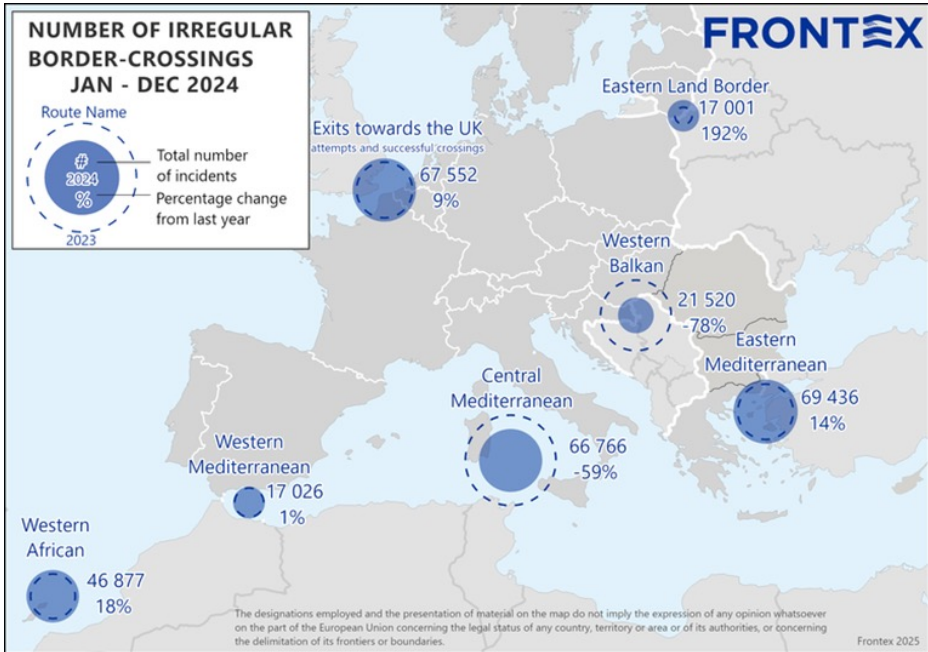 NUMBER OF IRREGULAR
BORDER-CROSSINGS
JAN - DEC 2024
Route Name
#
2024
%
2023
Total number
of incidents
Percentage change
from last year
FRONTEX
Eastern Land Border
17 001
192%
Exits towards the UK
attempts and successful crossings
67 552
9%
Western
Balkan
21 520
-78%
Eastern
Mediterranean
69 436
14%
Central
Mediterranean
66 766
-59%
Western
Mediterranean
17 026
1%
Western
African
46 877
18%
The designations employed and the presentation of material on the map do not imply the expression of any opinion whatsoever
on the part of the European Union concerning the legal status of any country, territory or area or of its authorities, or concerning
the delimitation of its frontiers or boundaries.
Frontex 2025